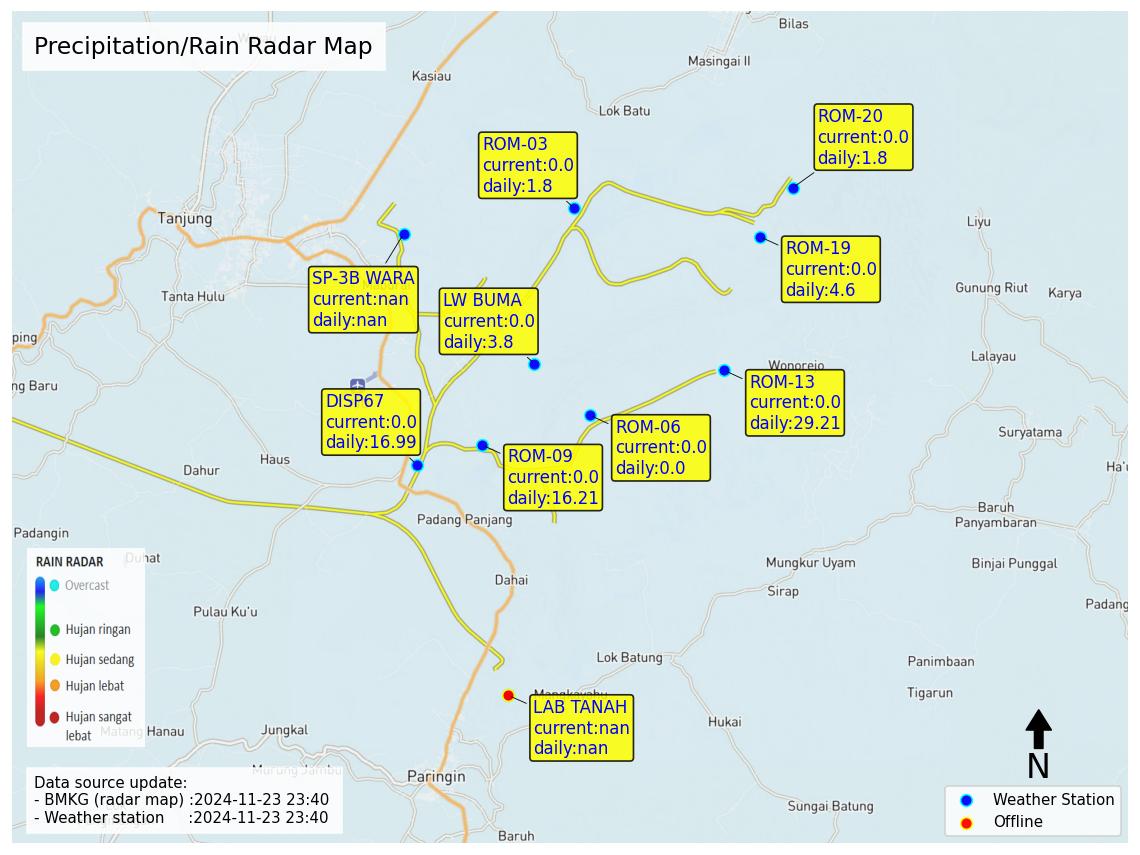 Precipitation/Rain Radar Map
Bilas
Masingai II
Kasiau
Lok Batu
ROM-20
current:0.0
daily:1.8
ROM-03
current:0.0
daily:1.8
Tanjung
Liyu
ROM-19
current:0.0
daily:4.6
SP-3B WARA
current:nan
daily:nan
Tanta Hulu
LW BUMA
current:0.0
daily:3.8
Gunung Riut
Karya
ping
Lalayau
Wonorejo
ng Baru
ROM-13
current:0.0
daily:29.21
DISP67
current:0.0
daily:16.99
ROM-06
current:0.0
daily:0.0
Suryatama
ROM-09
current:0.0
daily:16.21
Haus
Dahur
Ha'u
Baruh
Panyambaran
Padang Panjang
Padangin
Duhat
Mungkur Uyam
Binjai Punggal
Dahai
Sirap
Padang
Pulau Ku'u
RAIN RADAR
Overcast
Hujan ringan
Hujan sedang
Hujan lebat
Hujan sangat
lebat
Lok Batung
Panimbaan
Tigarun
Mangkayahu
LAB TANAH
current:nan
daily:nan
Hukai
Matang Hanau
Jungkal
Murung Jambu
Paringin
N
Data source update:
- BMKG (radar map) :2024-11-23 23:40
- Weather station :2024-11-23 23:40
Sungai Batung
Baruh
Weather Station
Offline